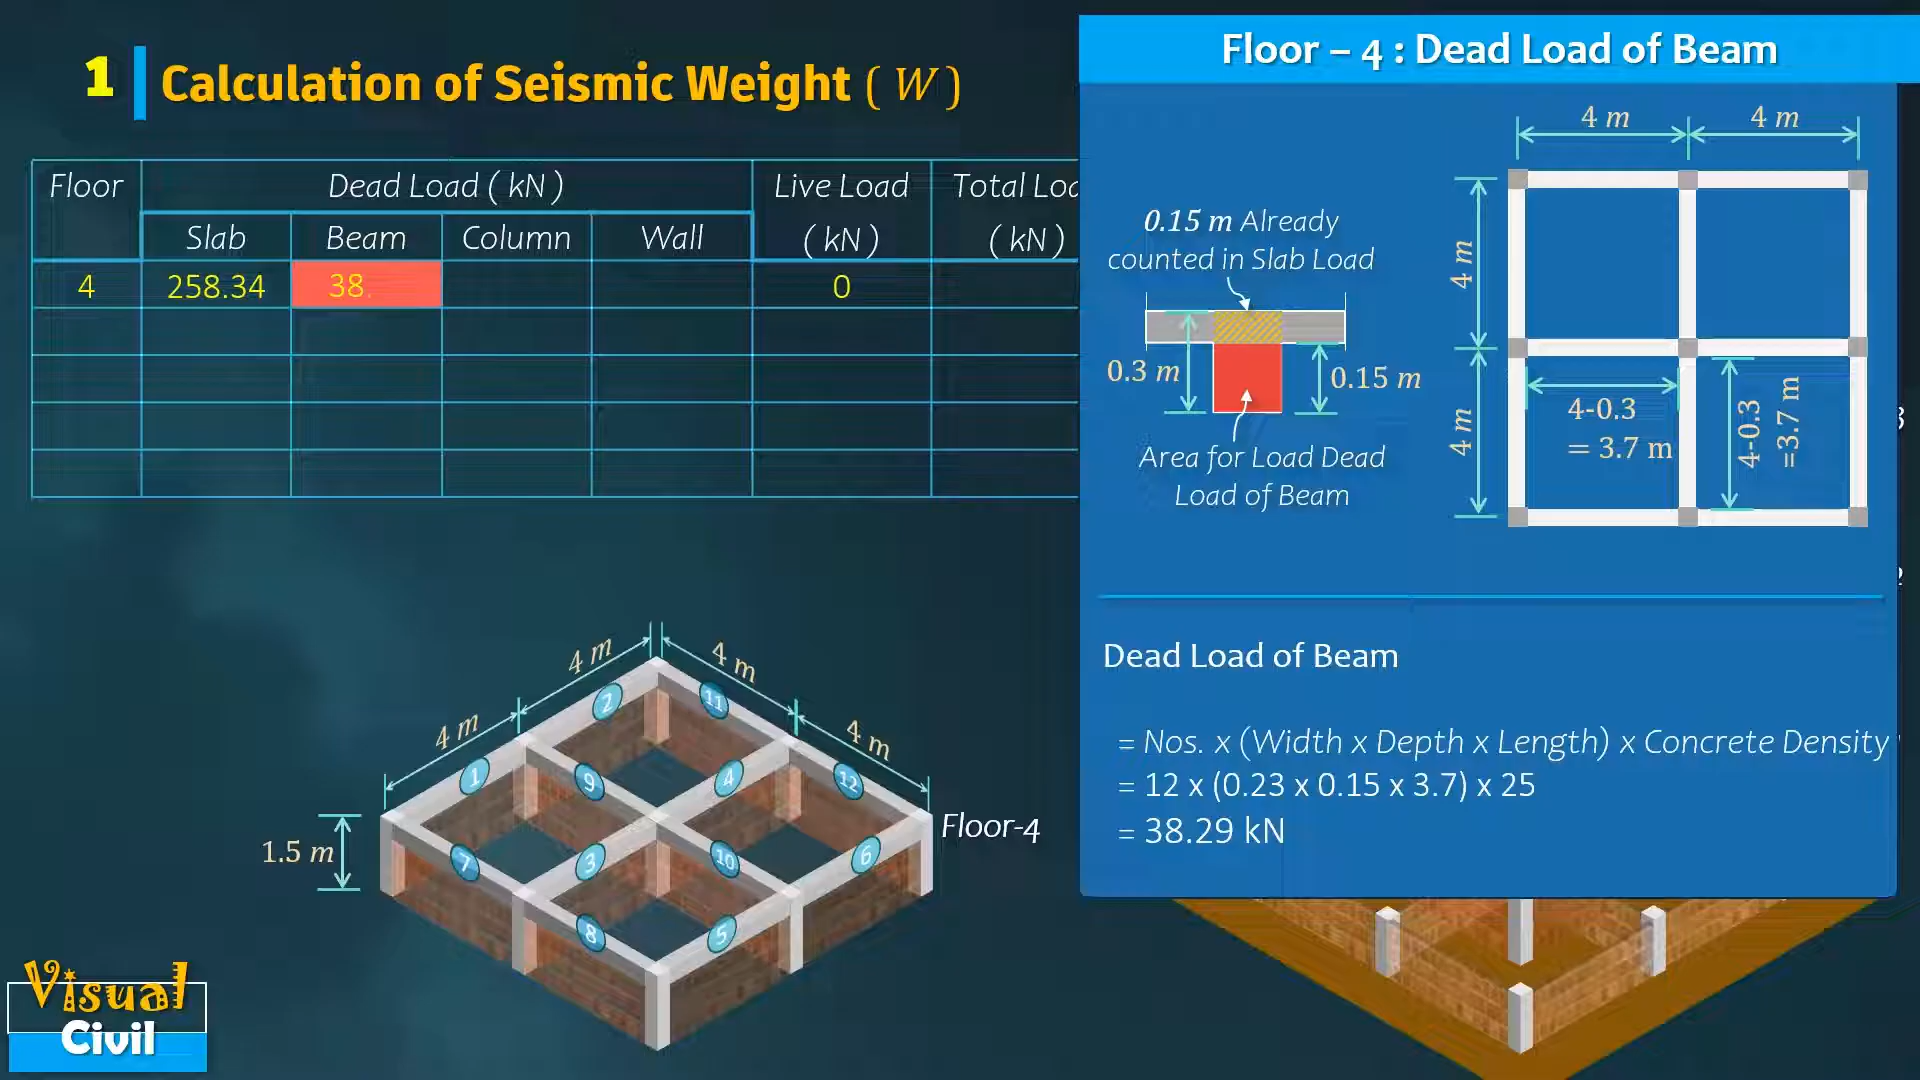 1 Calculation of Seismic Weight ( W )
Floor Dead Load ( kN ) Live Load ( kN )
Slab Beam Column Wall
Total ( kN )
4 258.34 38. 0
Floor – 4 : Dead Load of Beam
4 m 4 m
4 m
4 m
0.15 m Already
counted in Slab Load
0.3 m 0.15 m
Area for Load Dead
Load of Beam
4-0.3
= 3.7 m
4-0.3
=3.7 m
Dead Load of Beam
= Nos. x (Width x Depth x Length) x Concrete Density
= 12 x (0.23 x 0.15 x 3.7) x 25
= 38.29 kN
4 m 4 m
4 m 4 m
2 11
1 9 4 12
7 3 10 6
8 5
1.5 m
Floor-4
Visual
Civil